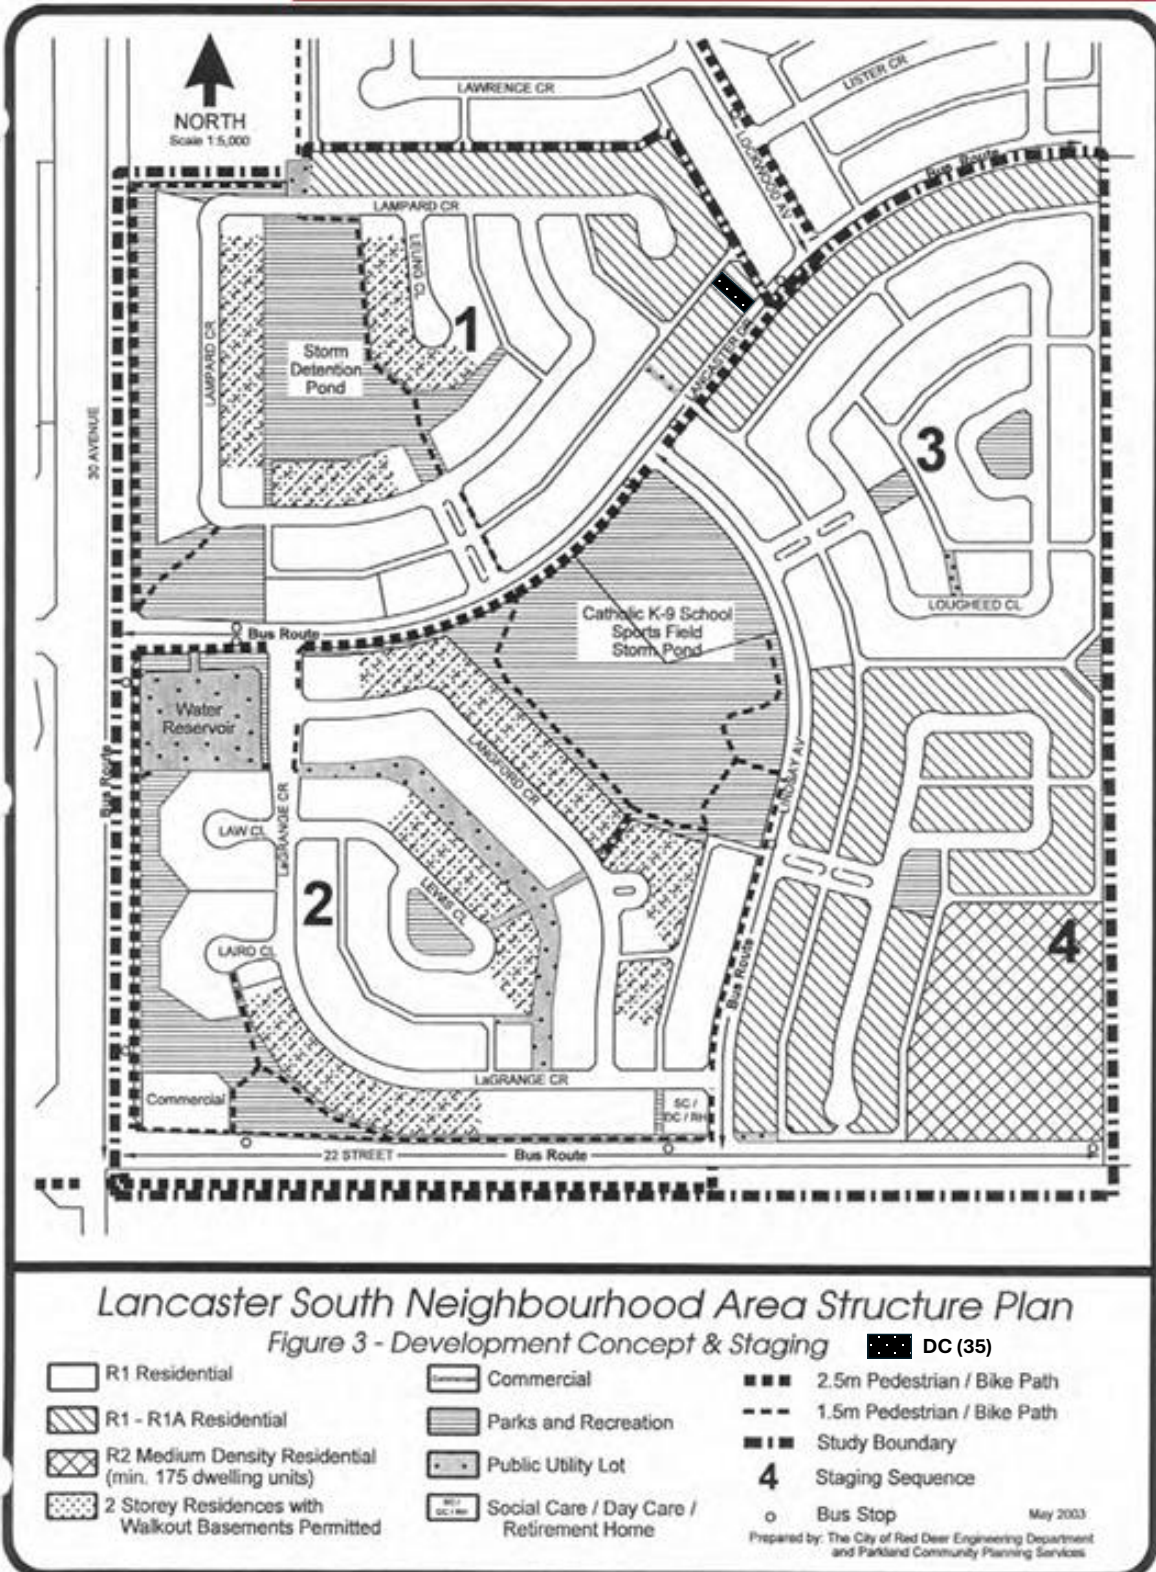 LAWRENCE CR
LISTER CR
NORTH
Scale 1:5,000
LOCKWOOD AV
Bus Route
LAMPARD CR
LEUNG CL
1
LAMPARD CR
Storm
Detention
Pond
LANCASTER DR
3
30 AVENUE
Catholic K-9 School
Sports Field
Storm Pond
LOUGHEED CL
Bus Route
Water
Reservoir
LANGFORD CR
LINDSAY AV
Bus Route
LAW CL
LaGRANGE CR
2
LEWIS CL
4
LAIRD CL
Bus Route
LaGRANGE CR
Commercial
SC /
DC / RH
22 STREET
Bus Route
Lancaster South Neighbourhood Area Structure Plan
Figure 3 - Development Concept & Staging
DC (35)
R1 Residential
R1 - R1A Residential
R2 Medium Density Residential
(min. 175 dwelling units)
2 Storey Residences with
Walkout Basements Permitted
Commercial
Commercial
Parks and Recreation
Public Utility Lot
SC /
DC / RH
Social Care / Day Care /
Retirement Home
2.5m Pedestrian / Bike Path
1.5m Pedestrian / Bike Path
Study Boundary
4 Staging Sequence
Bus Stop
May 2003
Prepared by: The City of Red Deer Engineering Department
and Parkland Community Planning Services